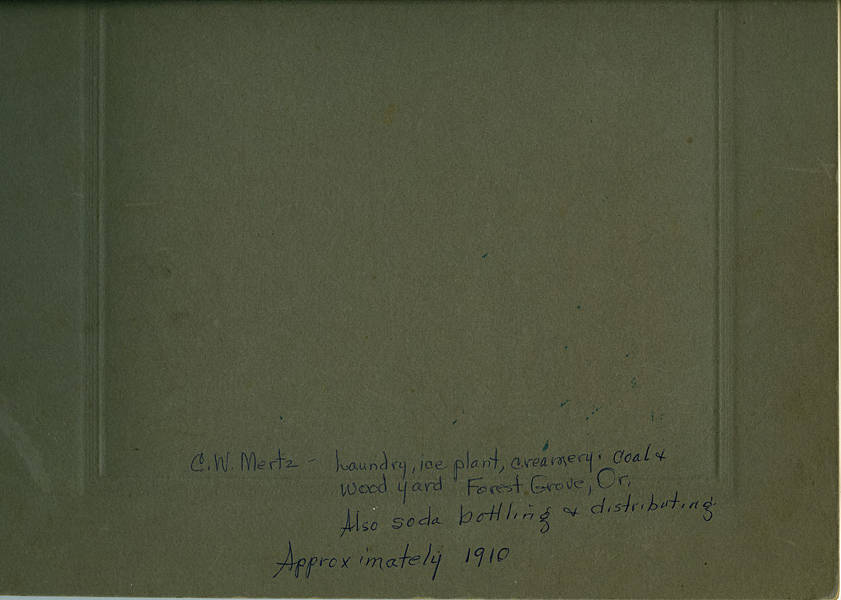 C.W. Mertz - Laundry, ice plant, creamery. Coal &
wood yard Forest Grove, Or.
Also soda bottling & distributing
Approximately 1910